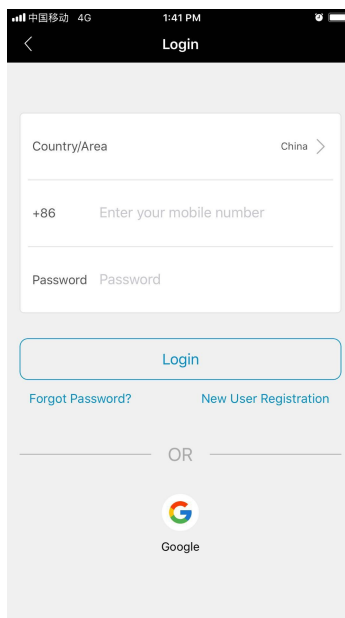 中国移动 4G 1:41 PM
Login
Country/Area China
+86 Enter your mobile number
Password Password
Login
Forgot Password? New User Registration
OR
Google